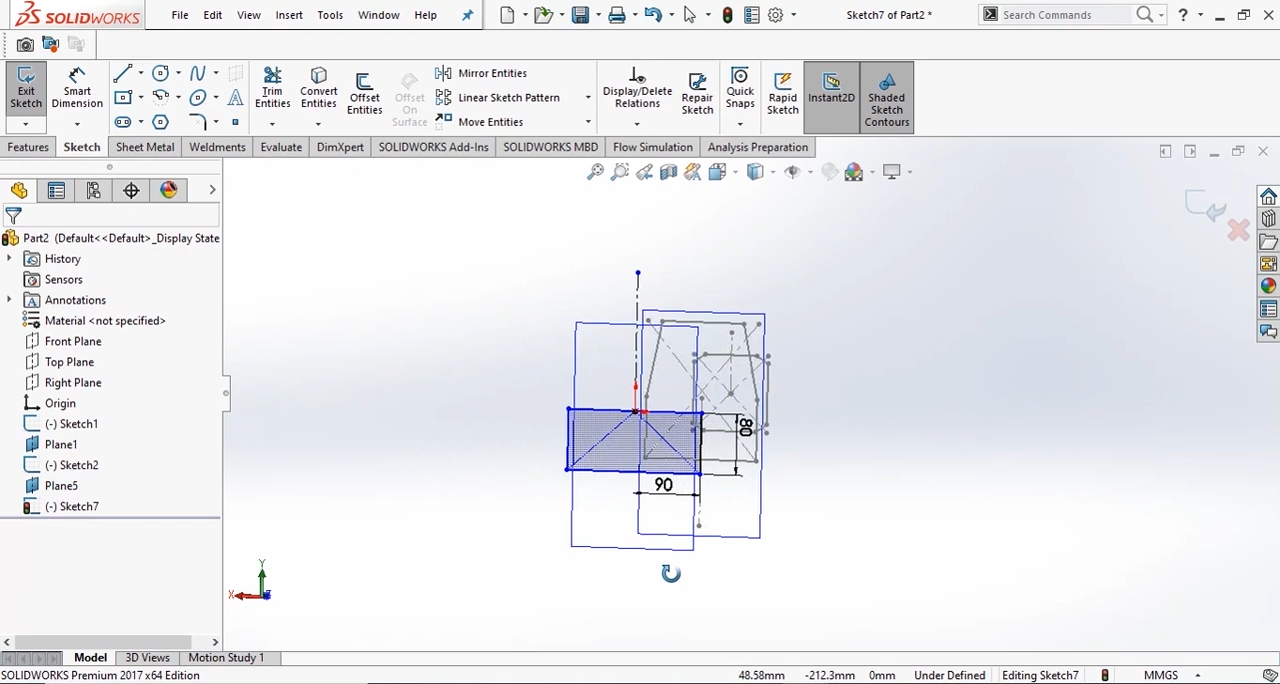 SOLIDWORKS
File Edit View Insert Tools Window Help
Sketch7 of Part2 *
Search Commands
Exit Sketch
Smart Dimension
Trim Entities
Convert Entities
Offset Entities
Offset On Surface
Mirror Entities
Linear Sketch Pattern
Move Entities
Display/Delete Relations
Repair Sketch
Quick Snaps
Rapid Sketch
Instant2D
Shaded Sketch Contours
Features Sketch Sheet Metal Weldments Evaluate DimXpert SOLIDWORKS Add-Ins SOLIDWORKS MBD Flow Simulation Analysis Preparation
Part2 (Default<<Default>_Display State
History
Sensors
Annotations
Material <not specified>
Front Plane
Top Plane
Right Plane
Origin
(-) Sketch1
Plane1
(-) Sketch2
Plane5
(-) Sketch7
80
90
Y
X
Z
Model 3D Views Motion Study 1
SOLIDWORKS Premium 2017 x64 Edition
48.58mm -212.3mm 0mm Under Defined Editing Sketch7 MMGS